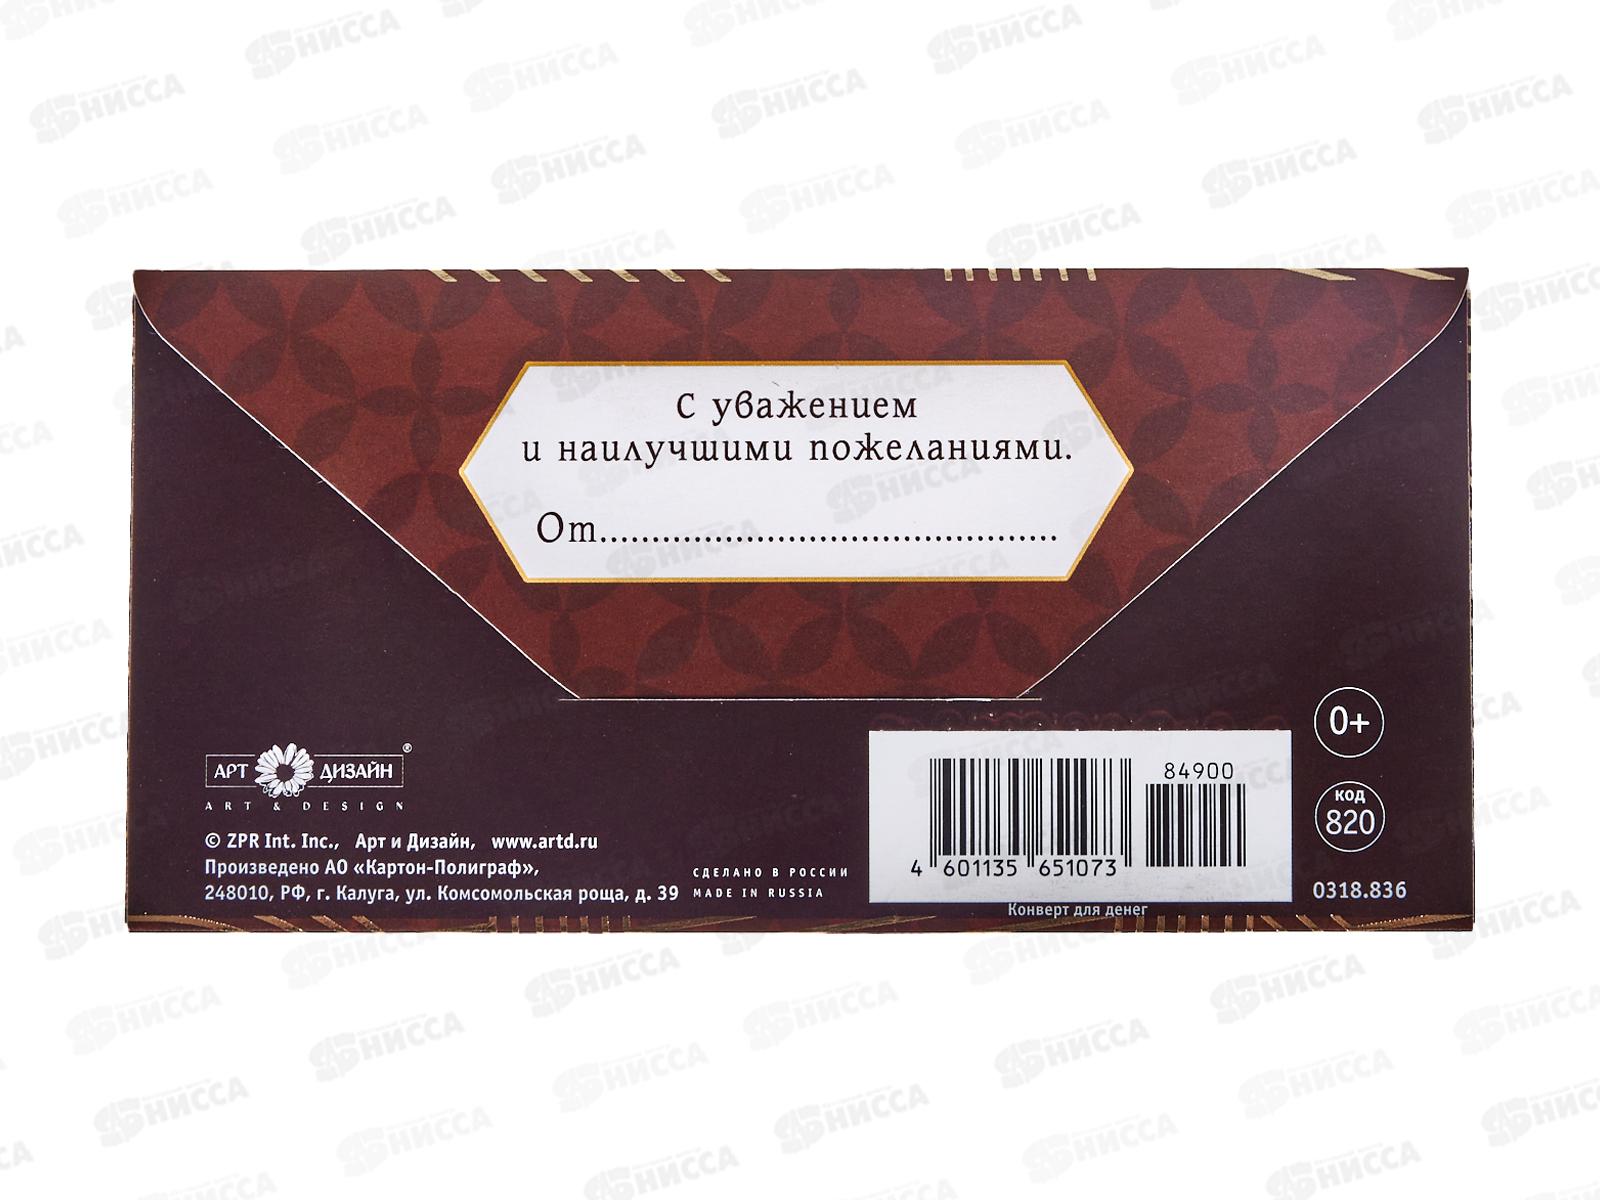 С уважением
и наилучшими пожеланиями.
От............................................
АРТ ДИЗАЙН ®
ART & DESIGN
© ZPR Int. Inc., Арт и Дизайн, www.artd.ru
Произведено АО «Картон-Полиграф»,
248010, РФ, г. Калуга, ул. Комсомольская роща, д. 39
СДЕЛАНО В РОССИИ
MADE IN RUSSIA
84900
4 601135 651073
Конверт для денег
0+
код
820
0318.836
НИССА